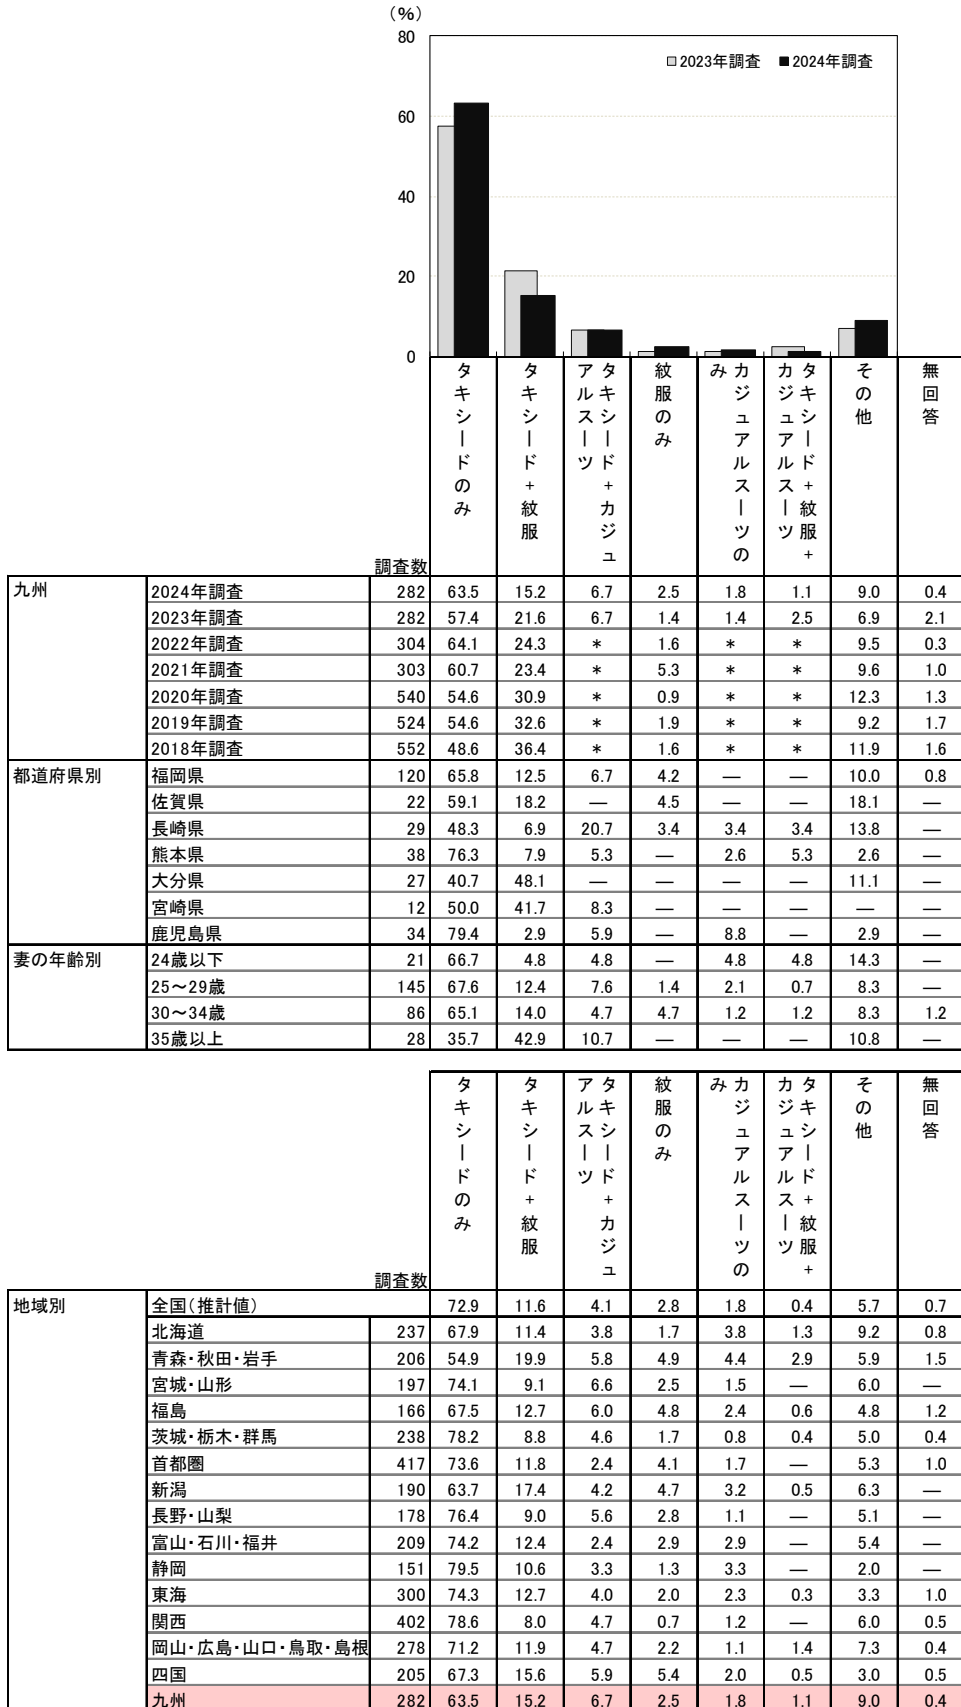 (%)
80
60
40
20
0
□2023年調査 ■2024年調査
調査数 タキシードのみ タキシード+紋服 タキシード+カジュアルスーツ 紋服のみ カジュアルスーツのみ タキシード+紋服+カジュアルスーツ その他 無回答
九州 2024年調査 282 63.5 15.2 6.7 2.5 1.8 1.1 9.0 0.4
2023年調査 282 57.4 21.6 6.7 1.4 1.4 2.5 6.9 2.1
2022年調査 304 64.1 24.3 * 1.6 * * 9.5 0.3
2021年調査 303 60.7 23.4 * 5.3 * * 9.6 1.0
2020年調査 540 54.6 30.9 * 0.9 * * 12.3 1.3
2019年調査 524 54.6 32.6 * 1.9 * * 9.2 1.7
2018年調査 552 48.6 36.4 * 1.6 * * 11.9 1.6
都道府県別 福岡県 120 65.8 12.5 6.7 4.2 — — 10.0 0.8
佐賀県 22 59.1 18.2 — 4.5 — — 18.1 —
長崎県 29 48.3 6.9 20.7 3.4 3.4 3.4 13.8 —
熊本県 38 76.3 7.9 5.3 — 2.6 5.3 2.6 —
大分県 27 40.7 48.1 — — — — 11.1 —
宮崎県 12 50.0 41.7 8.3 — — — — —
鹿児島県 34 79.4 2.9 5.9 — 8.8 — 2.9 —
妻の年齢別 24歳以下 21 66.7 4.8 4.8 — 4.8 4.8 14.3 —
25～29歳 145 67.6 12.4 7.6 1.4 2.1 0.7 8.3 —
30～34歳 86 65.1 14.0 4.7 4.7 1.2 1.2 8.3 1.2
35歳以上 28 35.7 42.9 10.7 — — — 10.8 —
調査数 タキシードのみ タキシード+紋服 タキシード+カジュアルスーツ 紋服のみ カジュアルスーツのみ タキシード+紋服+カジュアルスーツ その他 無回答
地域別 全国(推計値) 72.9 11.6 4.1 2.8 1.8 0.4 5.7 0.7
北海道 237 67.9 11.4 3.8 1.7 3.8 1.3 9.2 0.8
青森・秋田・岩手 206 54.9 19.9 5.8 4.9 4.4 2.9 5.9 1.5
宮城・山形 197 74.1 9.1 6.6 2.5 1.5 — 6.0 —
福島 166 67.5 12.7 6.0 4.8 2.4 0.6 4.8 1.2
茨城・栃木・群馬 238 78.2 8.8 4.6 1.7 0.8 0.4 5.0 0.4
首都圏 417 73.6 11.8 2.4 4.1 1.7 — 5.3 1.0
新潟 190 63.7 17.4 4.2 4.7 3.2 0.5 6.3 —
長野・山梨 178 76.4 9.0 5.6 2.8 1.1 — 5.1 —
富山・石川・福井 209 74.2 12.4 2.4 2.9 2.9 — 5.4 —
静岡 151 79.5 10.6 3.3 1.3 3.3 — 2.0 —
東海 300 74.3 12.7 4.0 2.0 2.3 0.3 3.3 1.0
関西 402 78.6 8.0 4.7 0.7 1.2 — 6.0 0.5
岡山・広島・山口・鳥取・島根 278 71.2 11.9 4.7 2.2 1.1 1.4 7.3 0.4
四国 205 67.3 15.6 5.9 5.4 2.0 0.5 3.0 0.5
九州 282 63.5 15.2 6.7 2.5 1.8 1.1 9.0 0.4